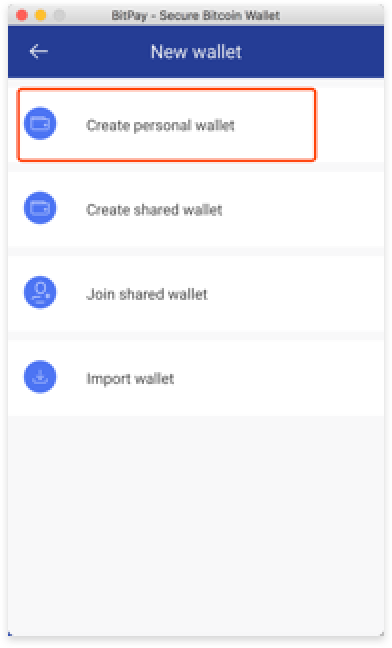 BitPay - Secure Bitcoin Wallet
New wallet
Create personal wallet
Create shared wallet
Join shared wallet
Import wallet